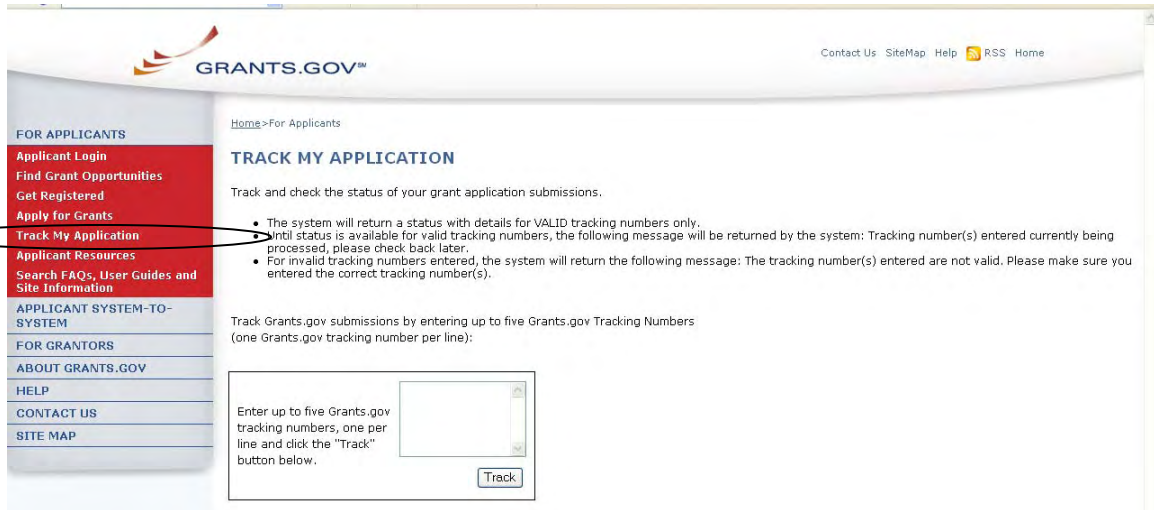 GRANTS.GOV℠
Contact Us SiteMap Help RSS Home
FOR APPLICANTS
Applicant Login
Find Grant Opportunities
Get Registered
Apply for Grants
Track My Application
Applicant Resources
Search FAQs, User Guides and
Site Information
APPLICANT SYSTEM-TO-
SYSTEM
FOR GRANTORS
ABOUT GRANTS.GOV
HELP
CONTACT US
SITE MAP
Home>For Applicants
TRACK MY APPLICATION
Track and check the status of your grant application submissions.
• The system will return a status with details for VALID tracking numbers only.
• Until status is available for valid tracking numbers, the following message will be returned by the system: Tracking number(s) entered currently being
processed, please check back later.
• For invalid tracking numbers entered, the system will return the following message: The tracking number(s) entered are not valid. Please make sure you
entered the correct tracking number(s).
Track Grants.gov submissions by entering up to five Grants.gov Tracking Numbers
(one Grants.gov tracking number per line):
Enter up to five Grants.gov
tracking numbers, one per
line and click the "Track"
button below.
Track